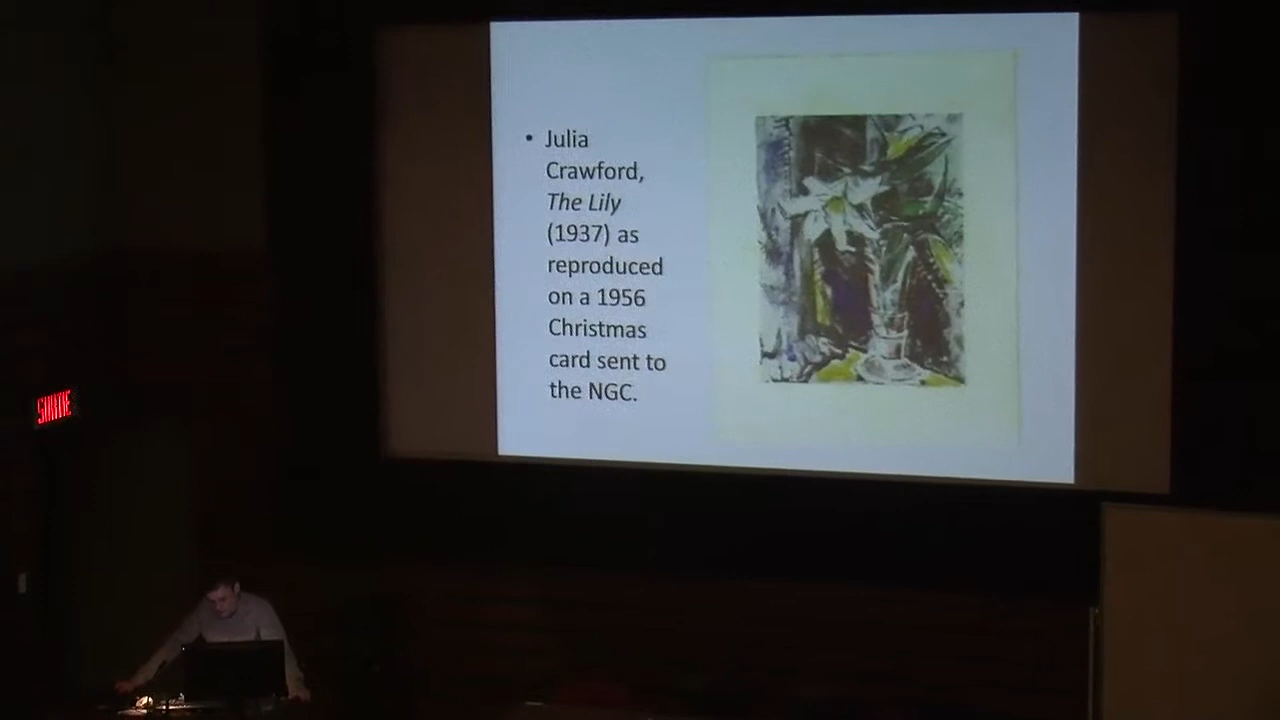 • Julia
Crawford,
The Lily
(1937) as
reproduced
on a 1956
Christmas
card sent to
the NGC.
SORTIE